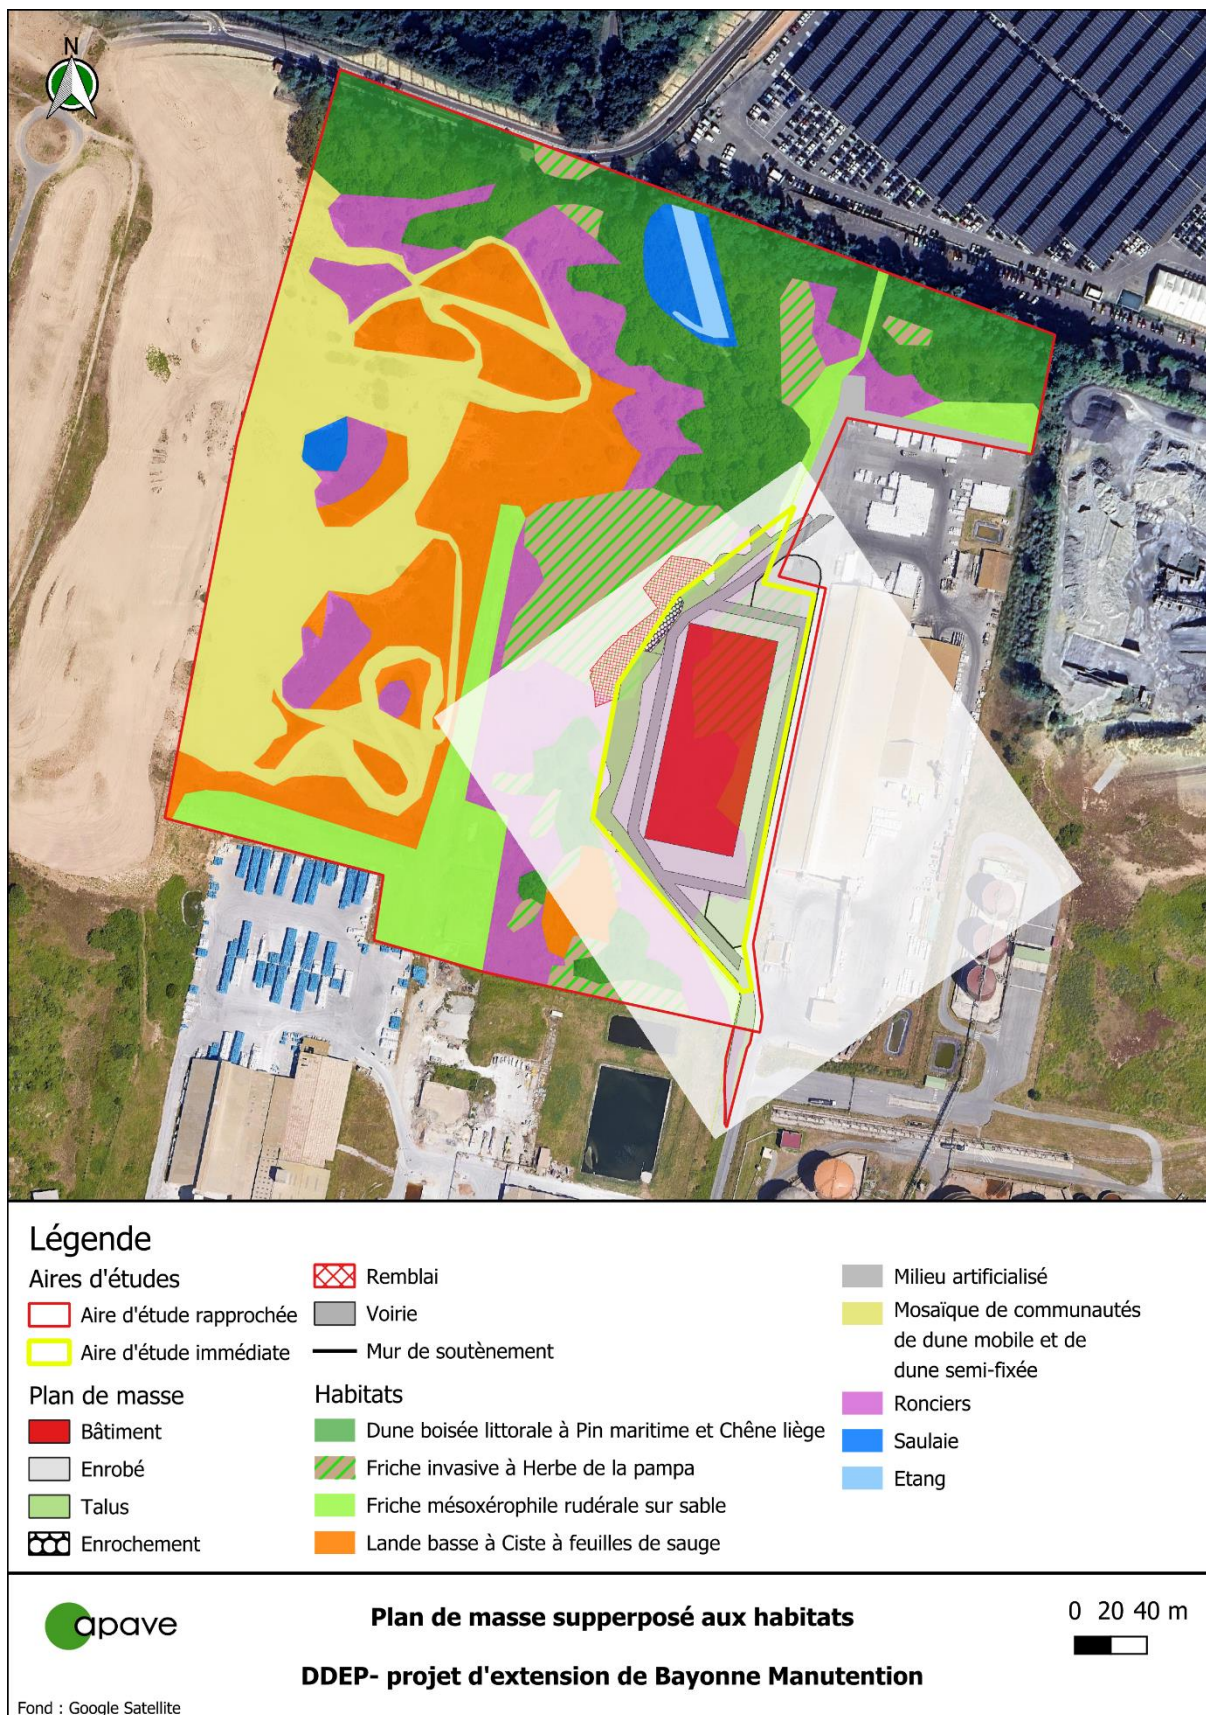 N
Légende
Aires d'études
Aire d'étude rapprochée
Aire d'étude immédiate
Plan de masse
Bâtiment
Enrobé
Talus
Enrochement
Remblai
Voirie
Mur de soutènement
Habitats
Dune boisée littorale à Pin maritime et Chêne liège
Friche invasive à Herbe de la pampa
Friche mésoxérophile rudérale sur sable
Lande basse à Ciste à feuilles de sauge
Milieu artificialisé
Mosaïque de communautés
de dune mobile et de
dune semi-fixée
Ronciers
Saulaie
Etang
apave
Plan de masse supperposé aux habitats
DDEP- projet d'extension de Bayonne Manutention
0 20 40 m
Fond : Google Satellite